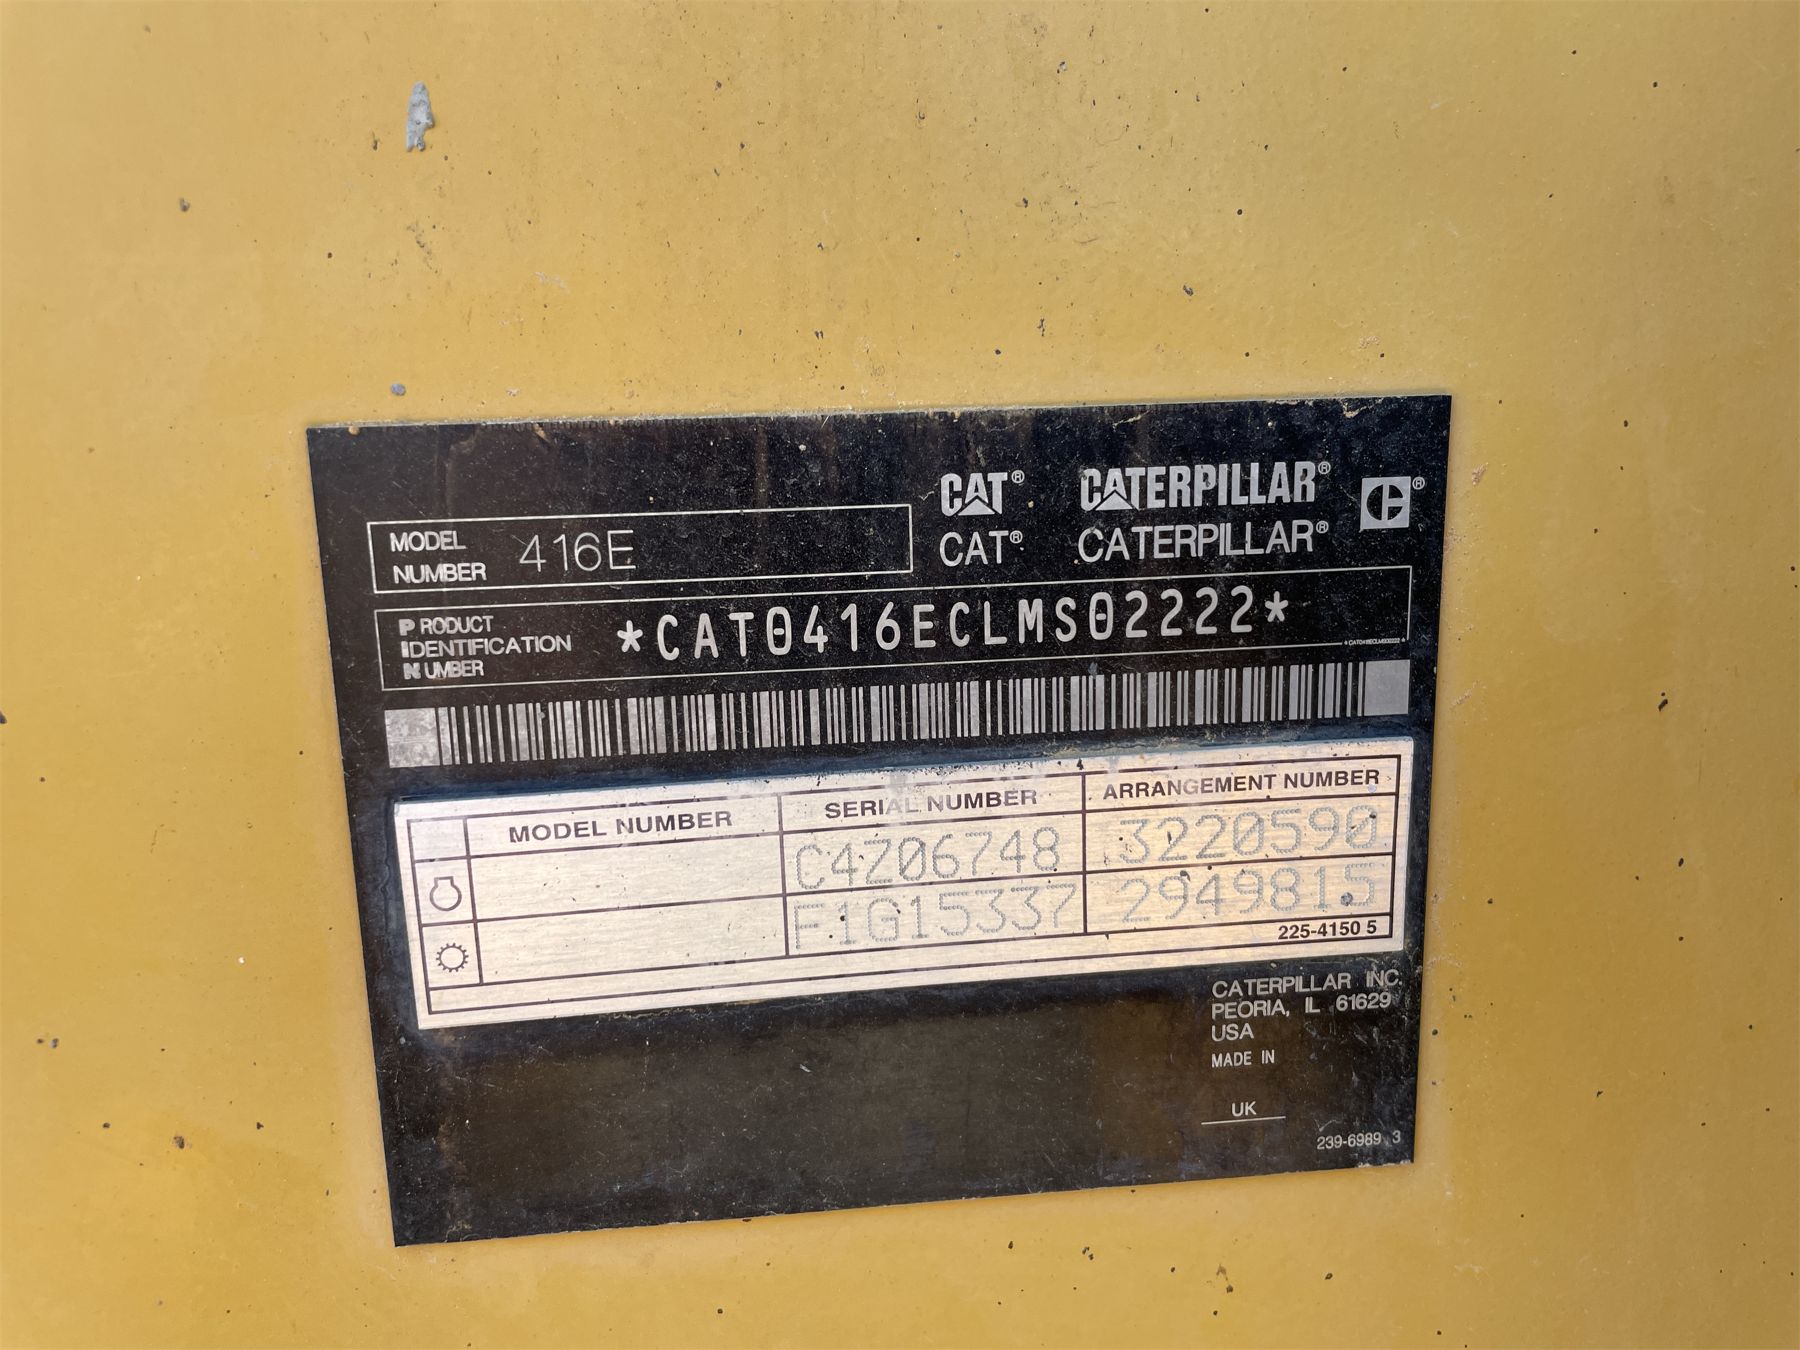 CAT® CATERPILLAR®
CAT® CATERPILLAR®
MODEL NUMBER 416E
PRODUCT IDENTIFICATION NUMBER *CAT0416ECLMS02222*
*CAT0416ECLMS02222*
MODEL NUMBER SERIAL NUMBER ARRANGEMENT NUMBER
C4Z06748 3220590
F1G15337 2949815
225-4150 5
CATERPILLAR INC.
PEORIA, IL 61629
USA
MADE IN
UK
239-6989 3